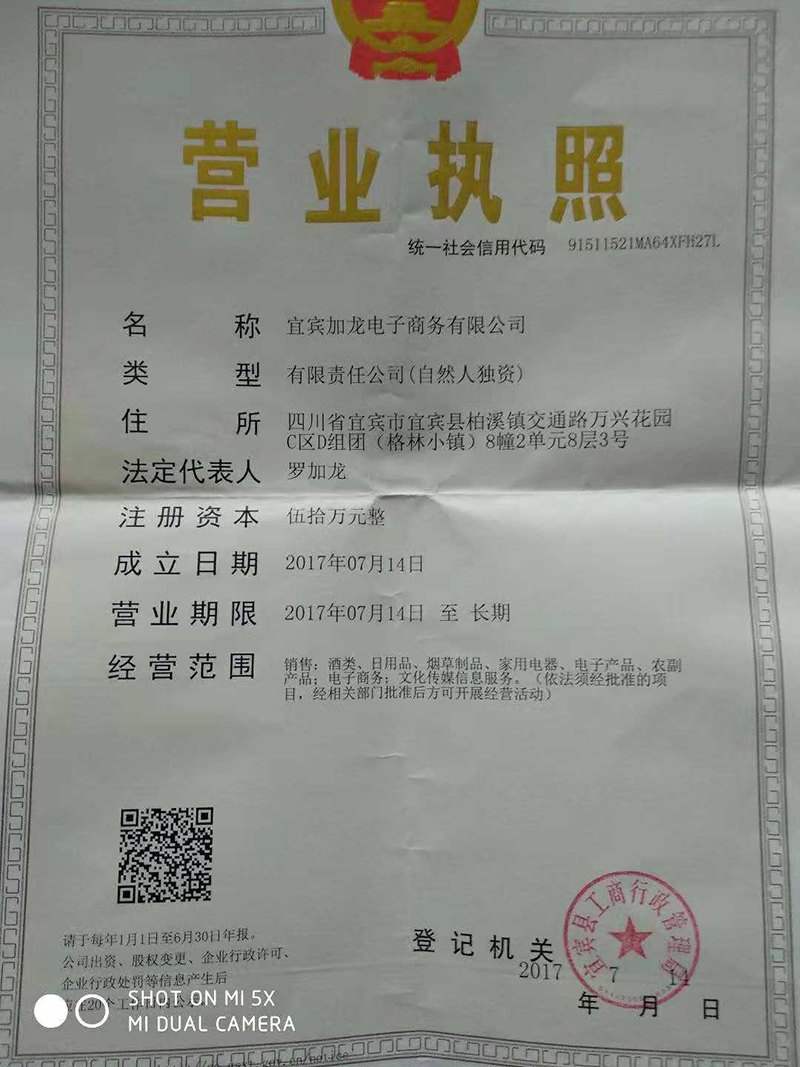 营业执照
统一社会信用代码 91511521MA64XFH27L
名称 宜宾加龙电子商务有限公司
类型 有限责任公司(自然人独资)
住所 四川省宜宾市宜宾县柏溪镇交通路万兴花园
C区D组团（格林小镇）8幢2单元8层3号
法定代表人 罗加龙
注册资本 伍拾万元整
成立日期 2017年07月14日
营业期限 2017年07月14日 至 长期
经营范围 销售：酒类、日用品、烟草制品、家用电器、电子产品、农副
产品；电子商务；文化传媒信息服务。（依法须经批准的项
目，经相关部门批准后方可开展经营活动）
请于每年1月1日至6月30日年报。
公司出资、股权变更、企业行政许可、
企业行政处罚等信息产生后
登记机关
宜宾县工商行政管理局
2017 7 14
年 月 日
SHOT ON MI 5X
MI DUAL CAMERA